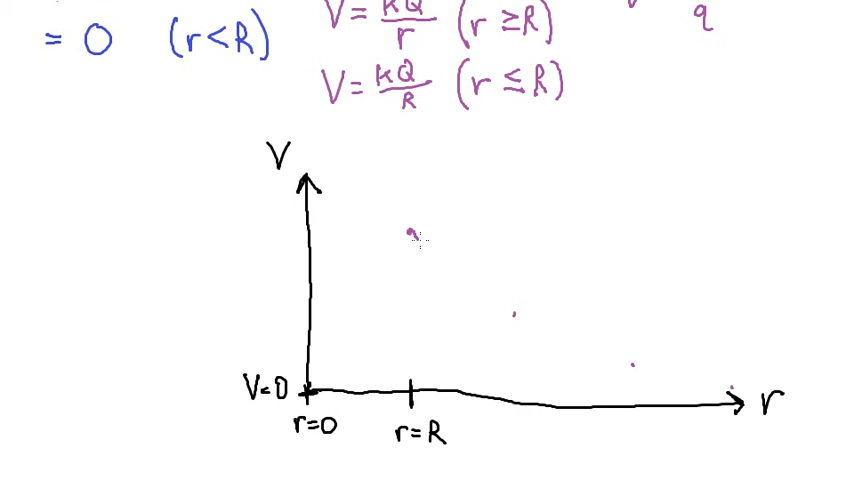 = 0 (r<R)
V = kQ/r (r ≥R)
q
V= kQ/R (r ≤ R)
V
V=0
r=0
r=R
r